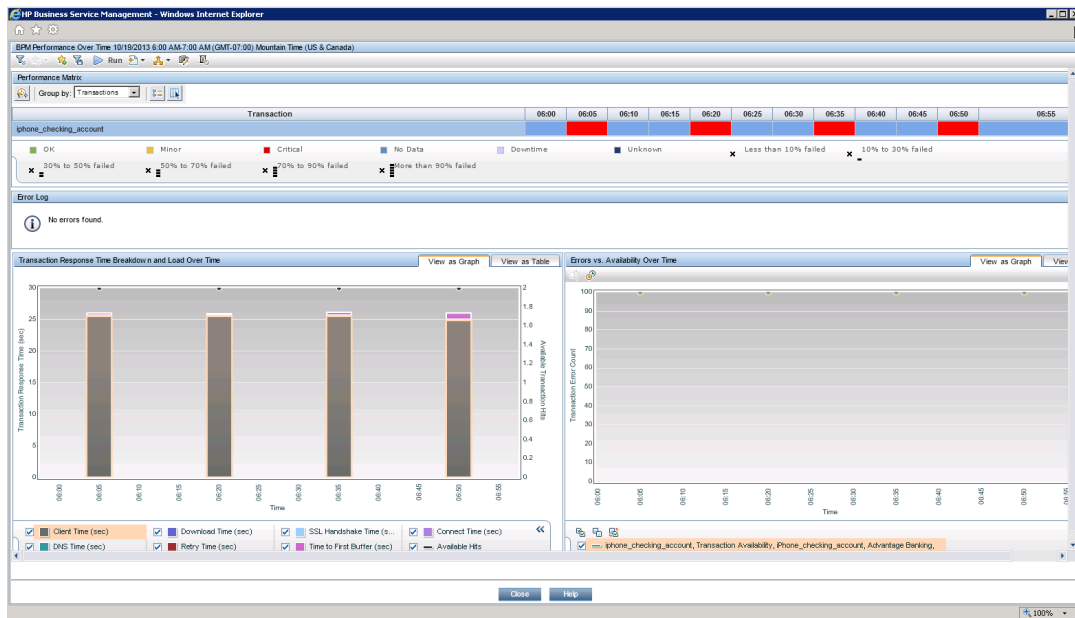 HP Business Service Management - Windows Internet Explorer
BPM Performance Over Time 10/19/2013 6:00 AM-7:00 AM (GMT-07:00) Mountain Time (US & Canada)
Run
Performance Matrix
Group by: Transactions
Transaction 06:00 06:05 06:10 06:15 06:20 06:25 06:30 06:35 06:40 06:45 06:50 06:55
iphone_checking_account
OK Minor Critical No Data Downtime Unknown Less than 10% failed 10% to 30% failed
30% to 50% failed 50% to 70% failed 70% to 90% failed More than 90% failed
Error Log
No errors found.
Transaction Response Time Breakdown and Load Over Time View as Graph View as Table
30
25
20
15
10
5
0
Transaction Response Time (sec)
2
1.8
1.6
1.4
1.2
1
0.8
0.6
0.4
0.2
0
Available Transaction Hits
06:00 06:05 06:10 06:15 06:20 06:25 06:30 06:35 06:40 06:45 06:50 06:55
Time
Client Time (sec) Download Time (sec) SSL Handshake Time (s... Connect Time (sec)
DNS Time (sec) Retry Time (sec) Time to First Buffer (sec) Available Hits
Errors vs. Availability Over Time View as Graph View
100
90
80
70
60
50
40
30
20
10
0
Transaction Error Count
06:00 06:05 06:10 06:15 06:20 06:25 06:30 06:35 06:40 06:45 06:50 06:55
Time
iphone_checking_account, Transaction Availability, iPhone_checking_account, Advantage Banking,
Close Help
100%